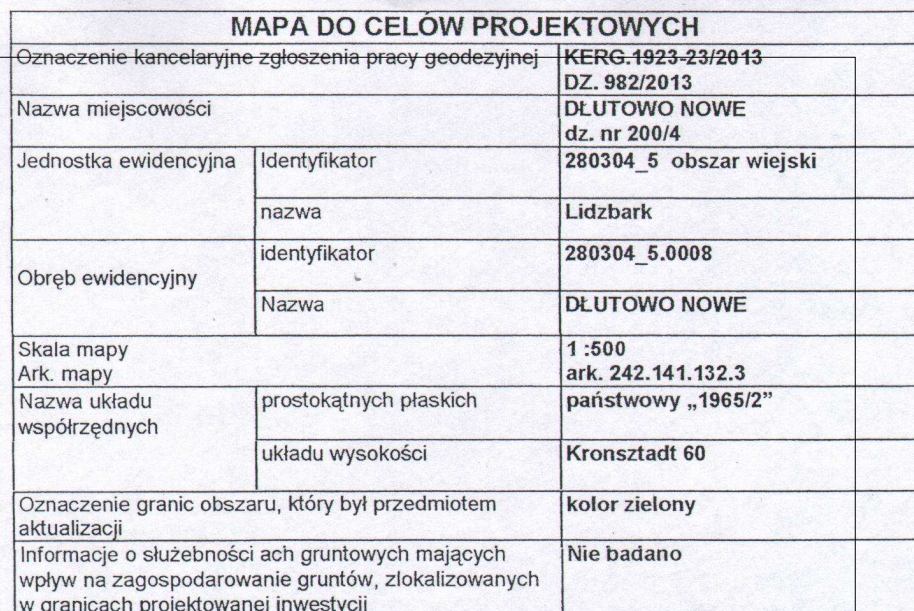 MAPA DO CELÓW PROJEKTOWYCH
Oznaczenie kancelaryjne zgłoszenia pracy geodezyjnej KERG.1923-23/2013
DZ. 982/2013
Nazwa miejscowości DŁUTOWO NOWE
dz. nr 200/4
Jednostka ewidencyjna Identyfikator 280304_5 obszar wiejski
nazwa Lidzbark
Obręb ewidencyjny identyfikator 280304_5.0008
Nazwa DŁUTOWO NOWE
Skala mapy 1 :500
Ark. mapy ark. 242.141.132.3
Nazwa układu prostokątnych płaskich państwowy „1965/2”
współrzędnych
układu wysokości Kronsztadt 60
Oznaczenie granic obszaru, który był przedmiotem kolor zielony
aktualizacji
Informacje o służebności ach gruntowych mających Nie badano
wpływ na zagospodarowanie gruntów, zlokalizowanych
w granicach projektowanej inwestycji